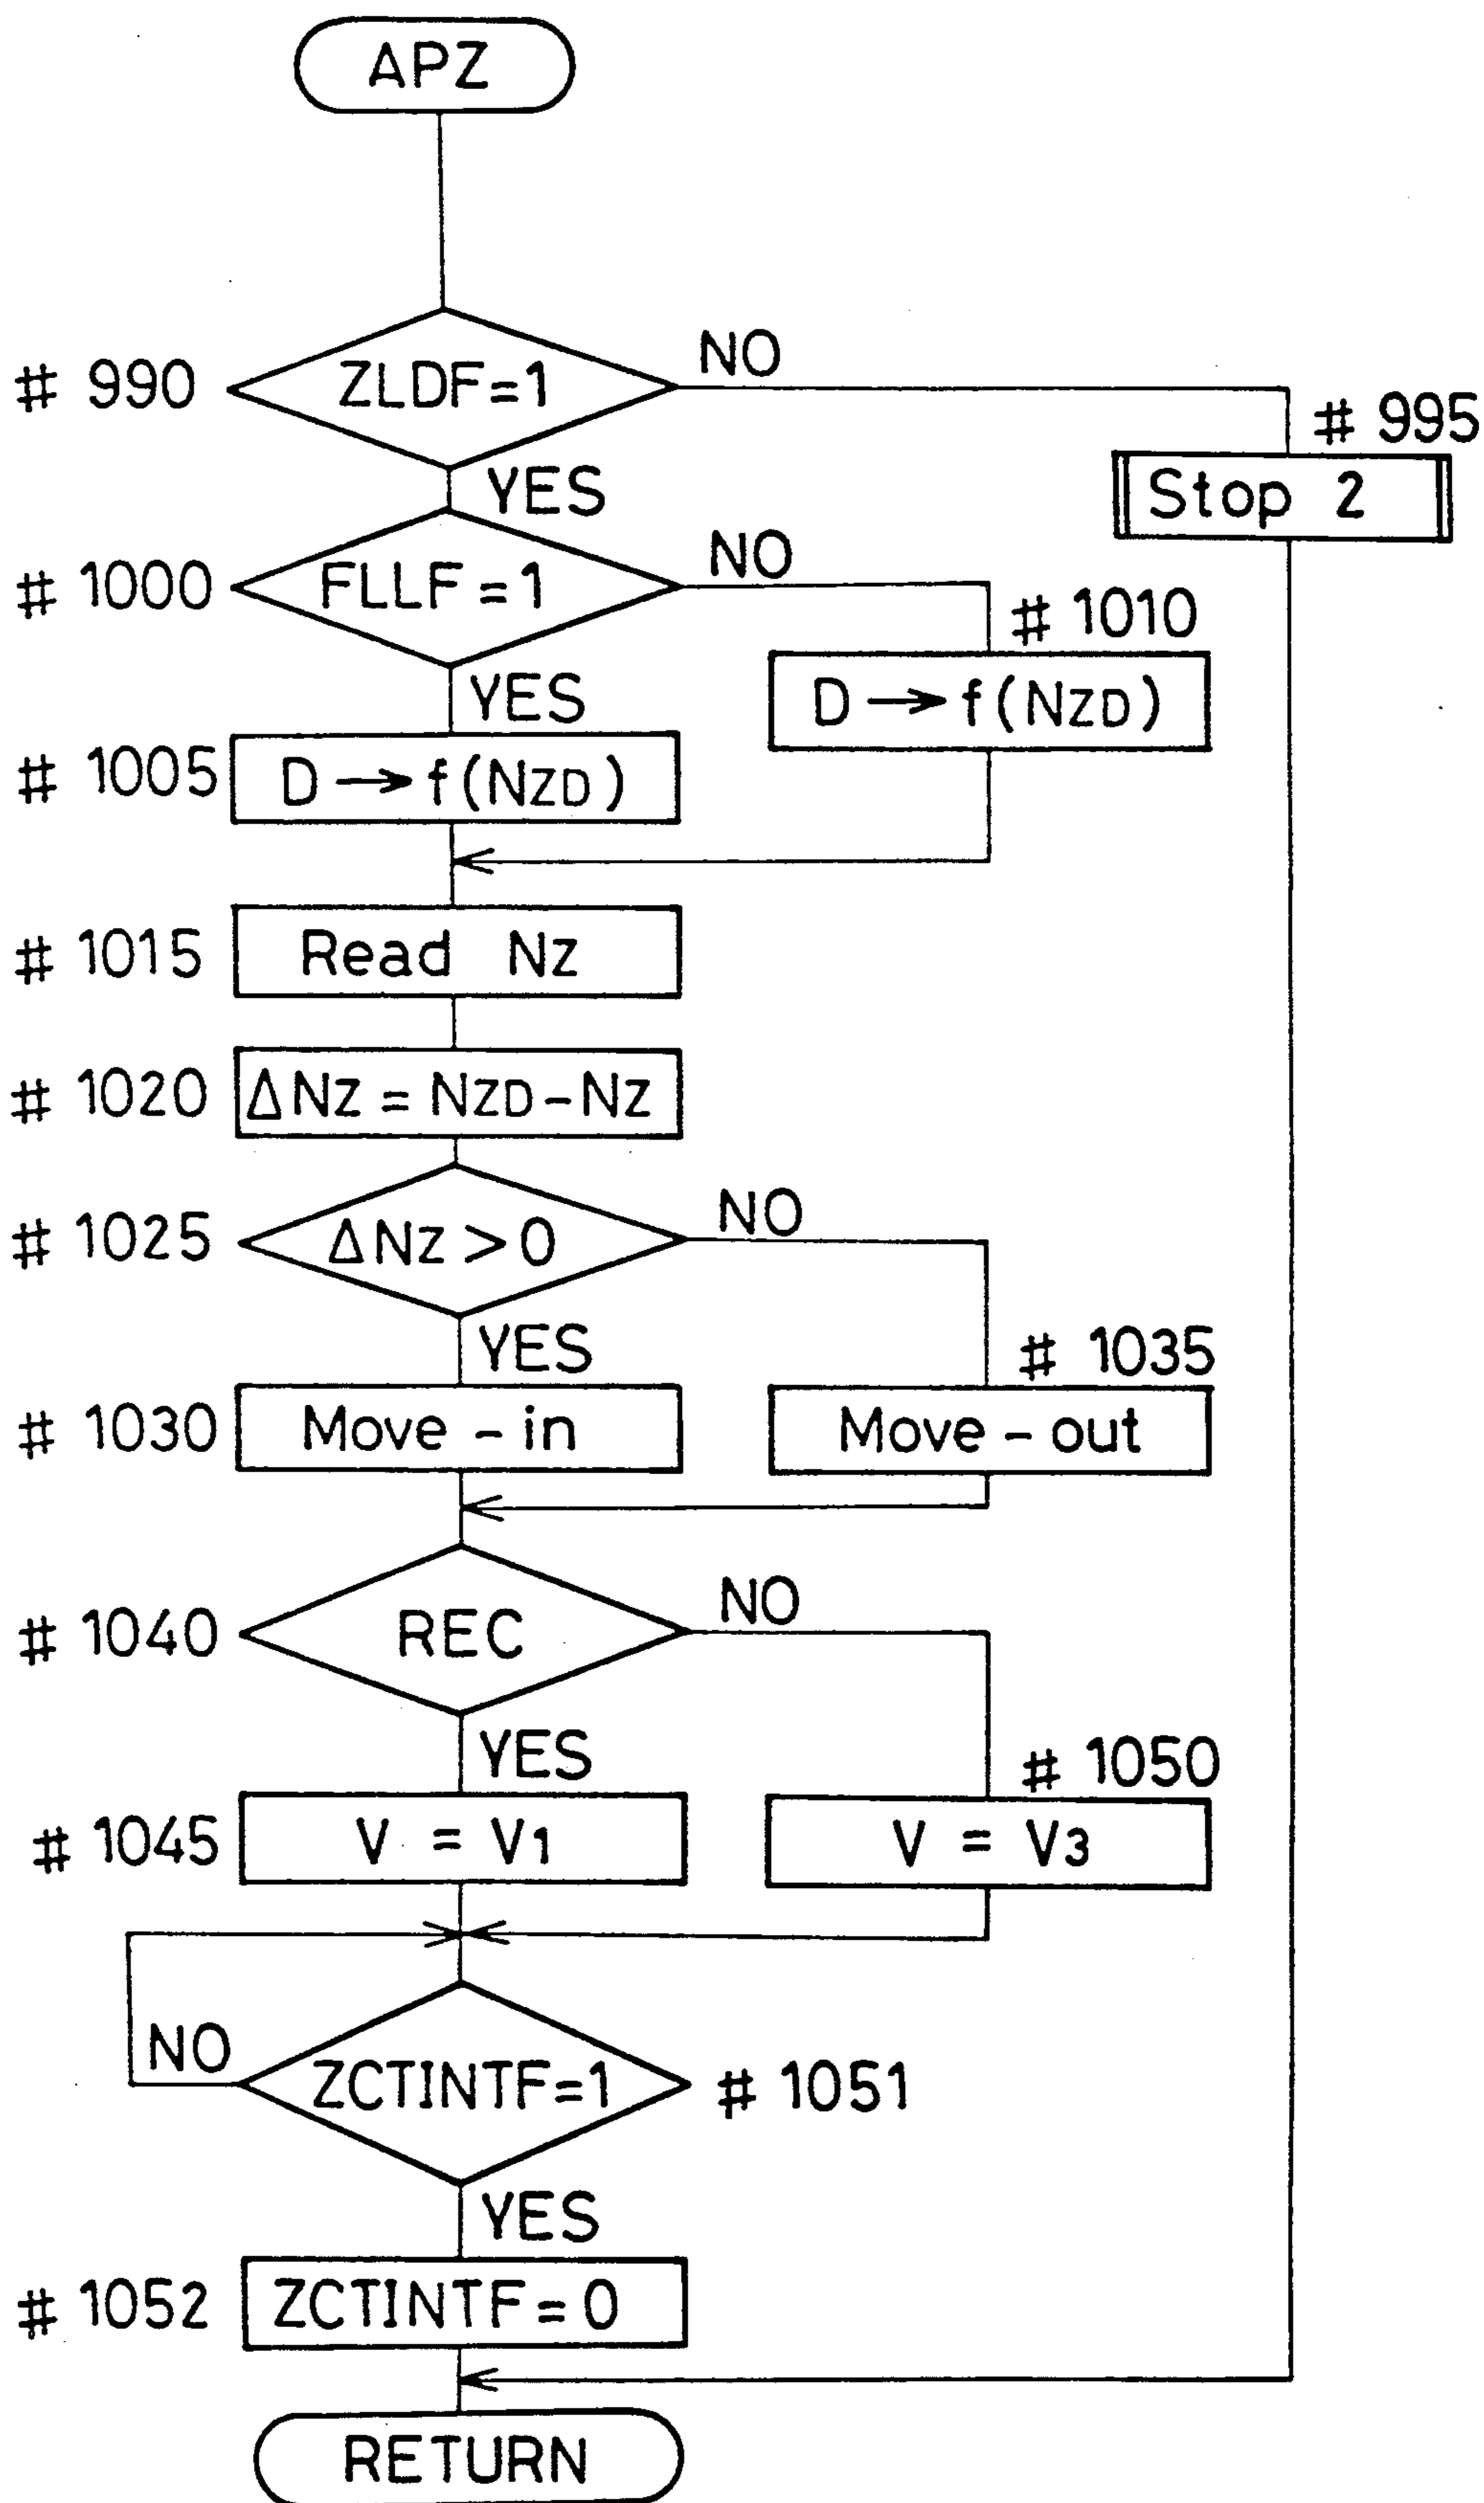 APZ
# 990 ZLDF=1 NO
# 995
YES Stop 2
# 1000 FLLF=1 NO
# 1010
YES D→f(NZD)
# 1005 D→f(NZD)
# 1015 Read NZ
# 1020 ΔNZ=NZD-NZ
# 1025 ΔNZ>0 NO
YES # 1035
# 1030 Move-in Move-out
# 1040 REC NO
YES # 1050
# 1045 V = V1 V = V3
NO ZCTINTF=1 # 1051
YES
# 1052 ZCTINTF=0
RETURN